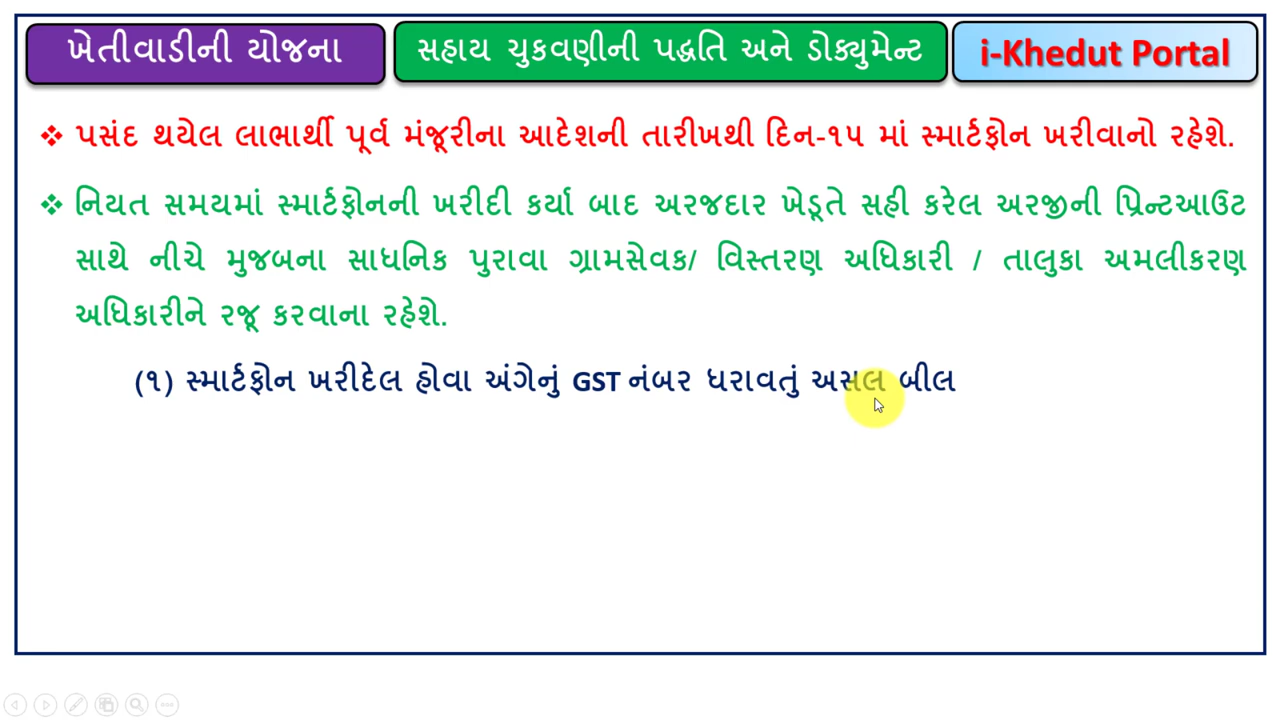 ખેતીવાડીની યોજના
સહાય ચુકવણીની પદ્ધતિ અને ડોક્યુમેન્ટ
i-Khedut Portal
❖ પસંદ થયેલ લાભાર્થી પૂર્વ મંજૂરીના આદેશની તારીખથી દિન-૧૫ માં સ્માર્ટફોન ખરીવાનો રહેશે.
❖ નિયત સમયમાં સ્માર્ટફોનની ખરીદી કર્યા બાદ અરજદાર ખેડૂતે સહી કરેલ અરજીની પ્રિન્ટઆઉટ
સાથે નીચે મુજબના સાધનિક પુરાવા ગ્રામસેવક/ વિસ્તરણ અધિકારી / તાલુકા અમલીકરણ
અધિકારીને રજૂ કરવાના રહેશે.
(૧) સ્માર્ટફોન ખરીદેલ હોવા અંગેનું GST નંબર ધરાવતું અસલ બીલ